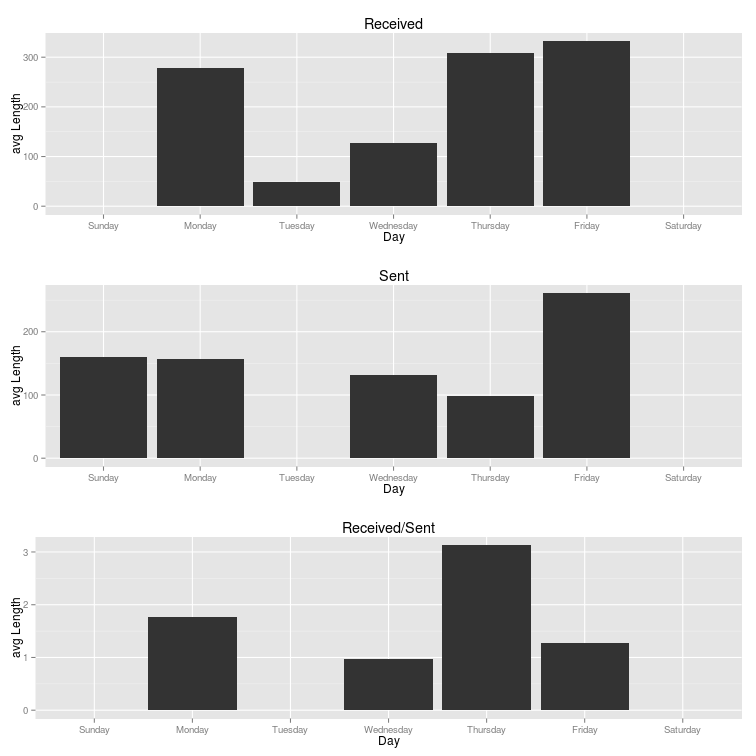 Received
avg Length
300
200
100
0
Sunday Monday Tuesday Wednesday Thursday Friday Saturday
Day
Sent
avg Length
200
100
0
Sunday Monday Tuesday Wednesday Thursday Friday Saturday
Day
Received/Sent
avg Length
3
2
1
0
Sunday Monday Tuesday Wednesday Thursday Friday Saturday
Day